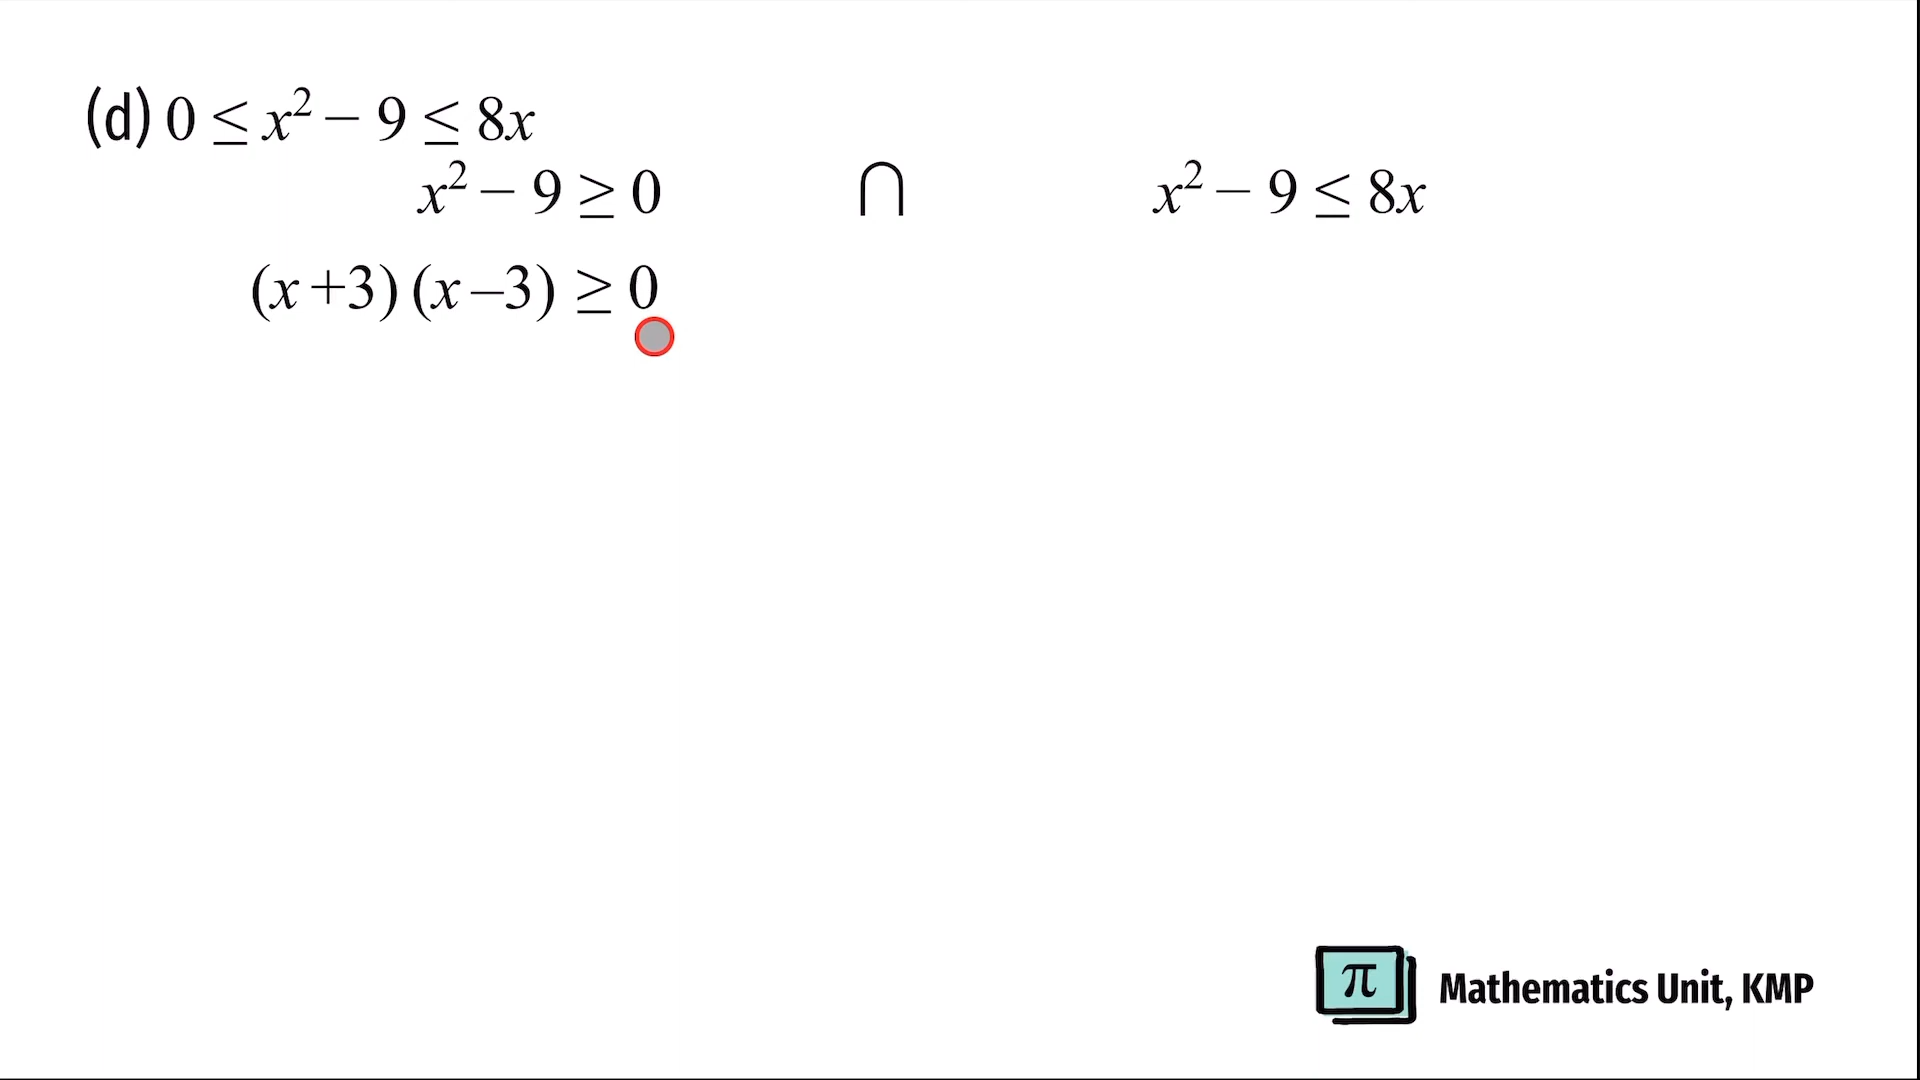 (d) 0 ≤ x² − 9 ≤ 8x
x² − 9 ≥ 0 ∩ x² − 9 ≤ 8x
(x +3) (x –3) ≥ 0
π Mathematics Unit, KMP